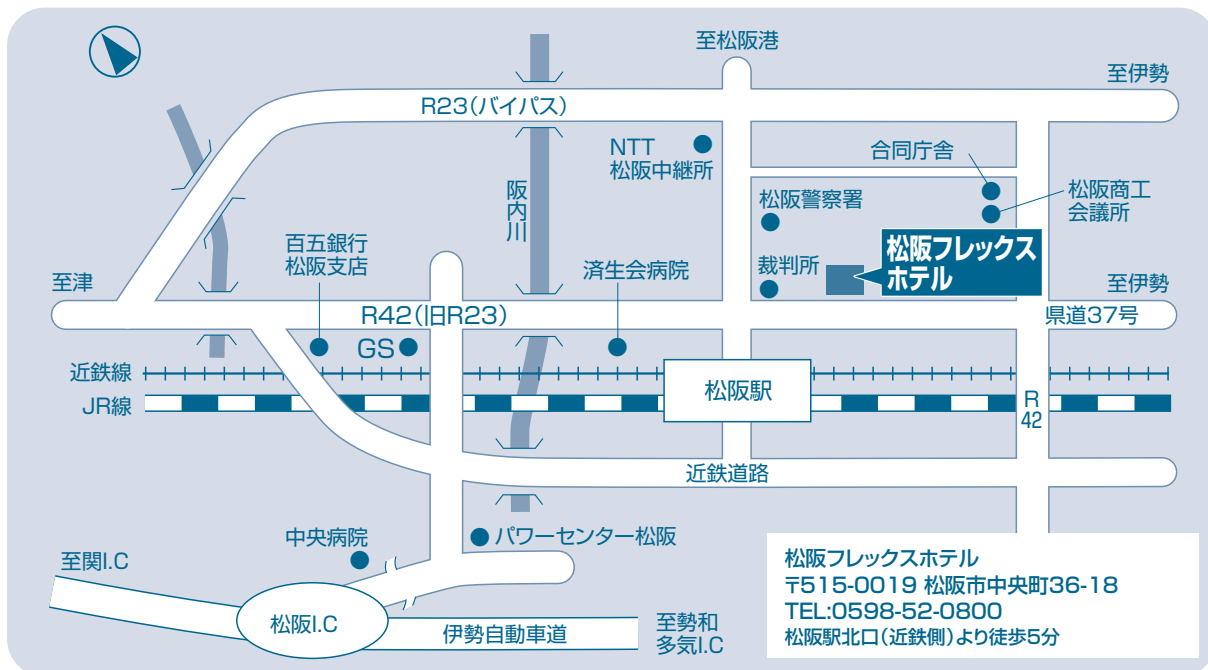 至松阪港
至伊勢
R23(バイパス)
NTT
松阪中継所
合同庁舎
松阪商工
会議所
阪内川
松阪警察署
百五銀行
松阪支店
済生会病院
裁判所
松阪フレックス
ホテル
至津
至伊勢
R42(旧R23)
県道37号
GS
近鉄線
松阪駅
JR線
R
42
近鉄道路
中央病院
パワーセンター松阪
至関I.C
松阪I.C
伊勢自動車道
至勢和
多気I.C
松阪フレックスホテル
〒515-0019 松阪市中央町36-18
TEL:0598-52-0800
松阪駅北口(近鉄側)より徒歩5分